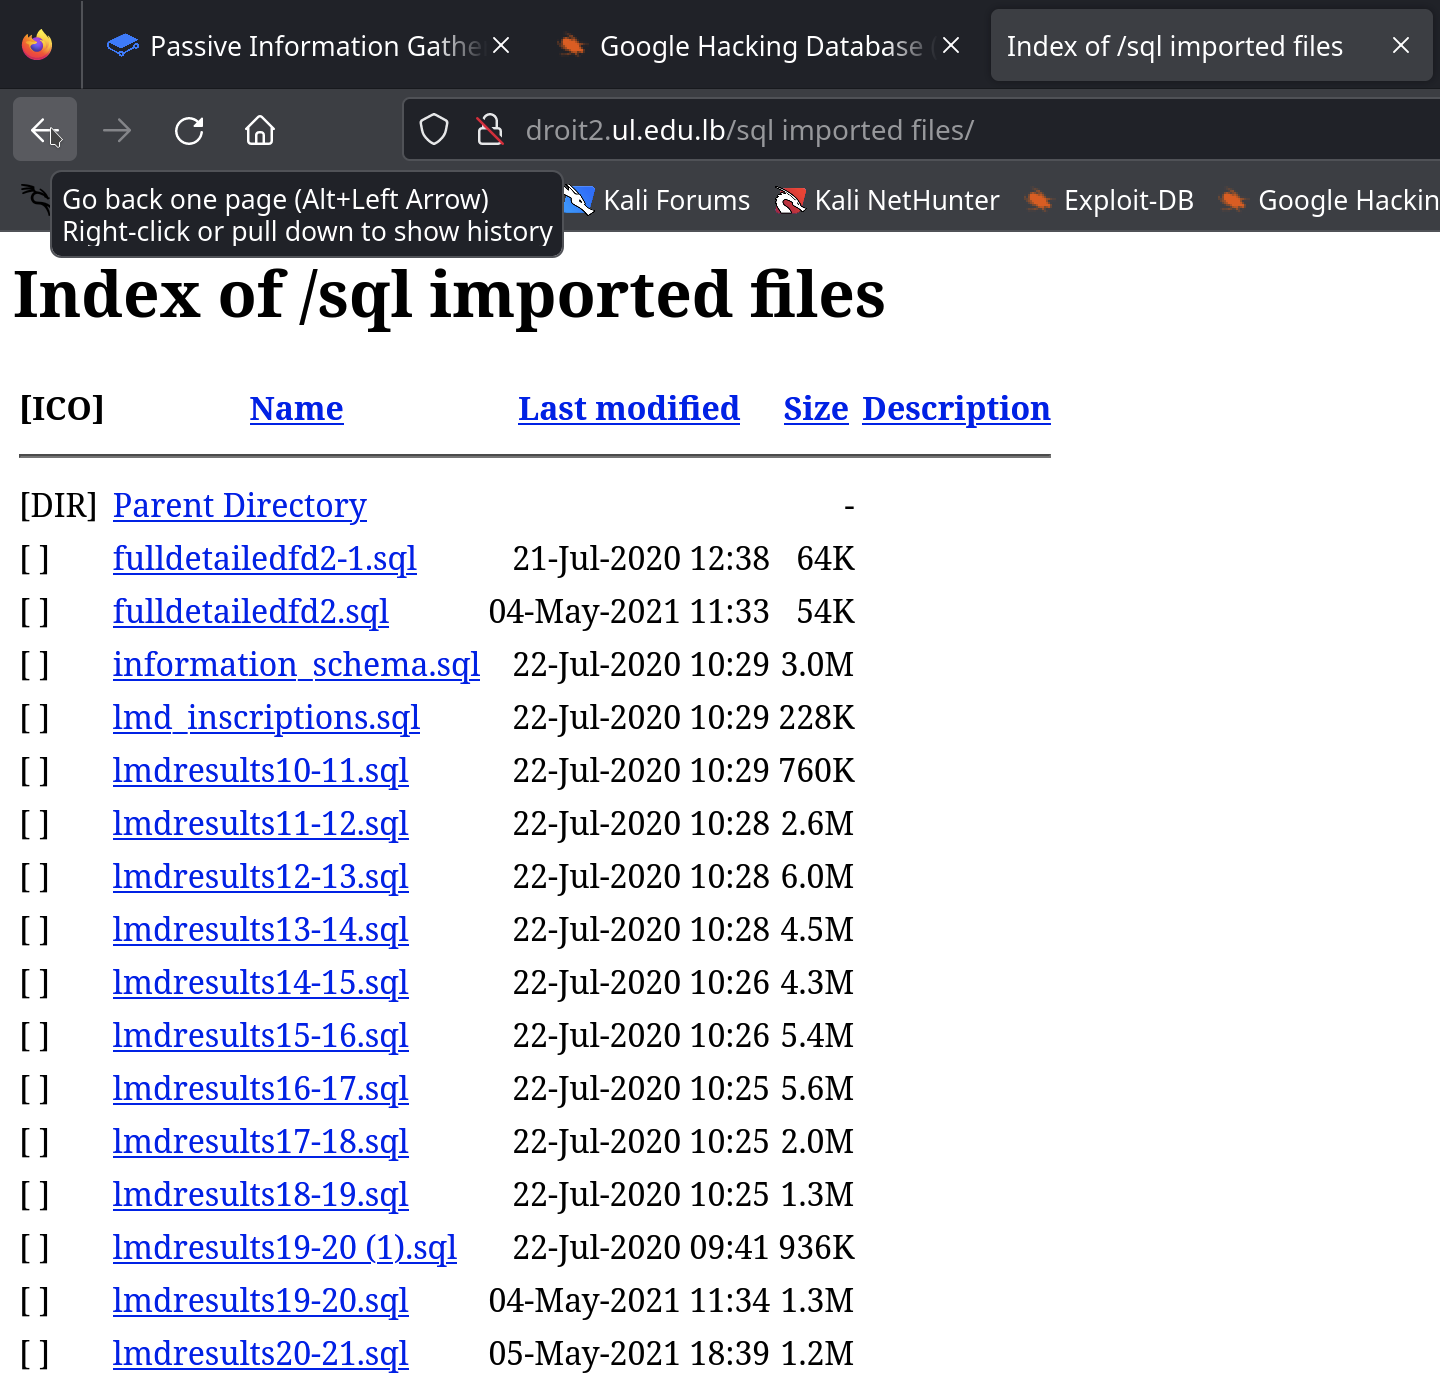 Passive Information Gathe
Google Hacking Database (
Index of /sql imported files
droit2.ul.edu.lb/sql imported files/
Go back one page (Alt+Left Arrow)
Right-click or pull down to show history
Kali Forums
Kali NetHunter
Exploit-DB
Google Hackin
Index of /sql imported files
[ICO] Name Last modified Size Description
[DIR] Parent Directory -
[ ] fulldetailedfd2-1.sql 21-Jul-2020 12:38 64K
[ ] fulldetailedfd2.sql 04-May-2021 11:33 54K
[ ] information_schema.sql 22-Jul-2020 10:29 3.0M
[ ] lmd_inscriptions.sql 22-Jul-2020 10:29 228K
[ ] lmdresults10-11.sql 22-Jul-2020 10:29 760K
[ ] lmdresults11-12.sql 22-Jul-2020 10:28 2.6M
[ ] lmdresults12-13.sql 22-Jul-2020 10:28 6.0M
[ ] lmdresults13-14.sql 22-Jul-2020 10:28 4.5M
[ ] lmdresults14-15.sql 22-Jul-2020 10:26 4.3M
[ ] lmdresults15-16.sql 22-Jul-2020 10:26 5.4M
[ ] lmdresults16-17.sql 22-Jul-2020 10:25 5.6M
[ ] lmdresults17-18.sql 22-Jul-2020 10:25 2.0M
[ ] lmdresults18-19.sql 22-Jul-2020 10:25 1.3M
[ ] lmdresults19-20 (1).sql 22-Jul-2020 09:41 936K
[ ] lmdresults19-20.sql 04-May-2021 11:34 1.3M
[ ] lmdresults20-21.sql 05-May-2021 18:39 1.2M